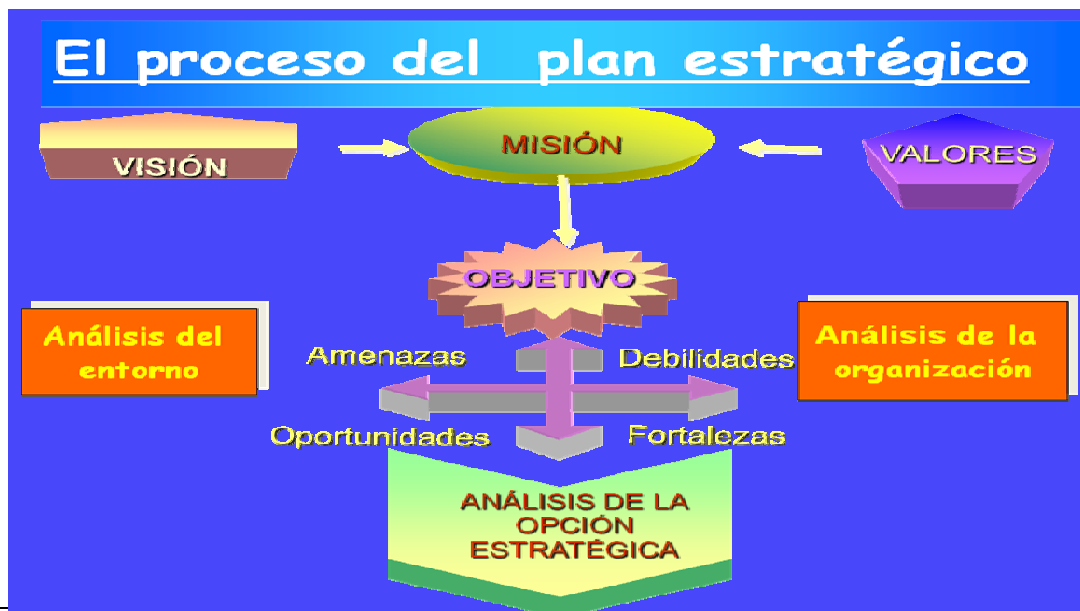 El proceso del plan estratégico
VISIÓN
MISIÓN
VALORES
OBJETIVO
Análisis del
entorno
Amenazas
Debilidades
Análisis de la
organización
Oportunidades
Fortalezas
ANÁLISIS DE LA
OPCIÓN
ESTRATÉGICA